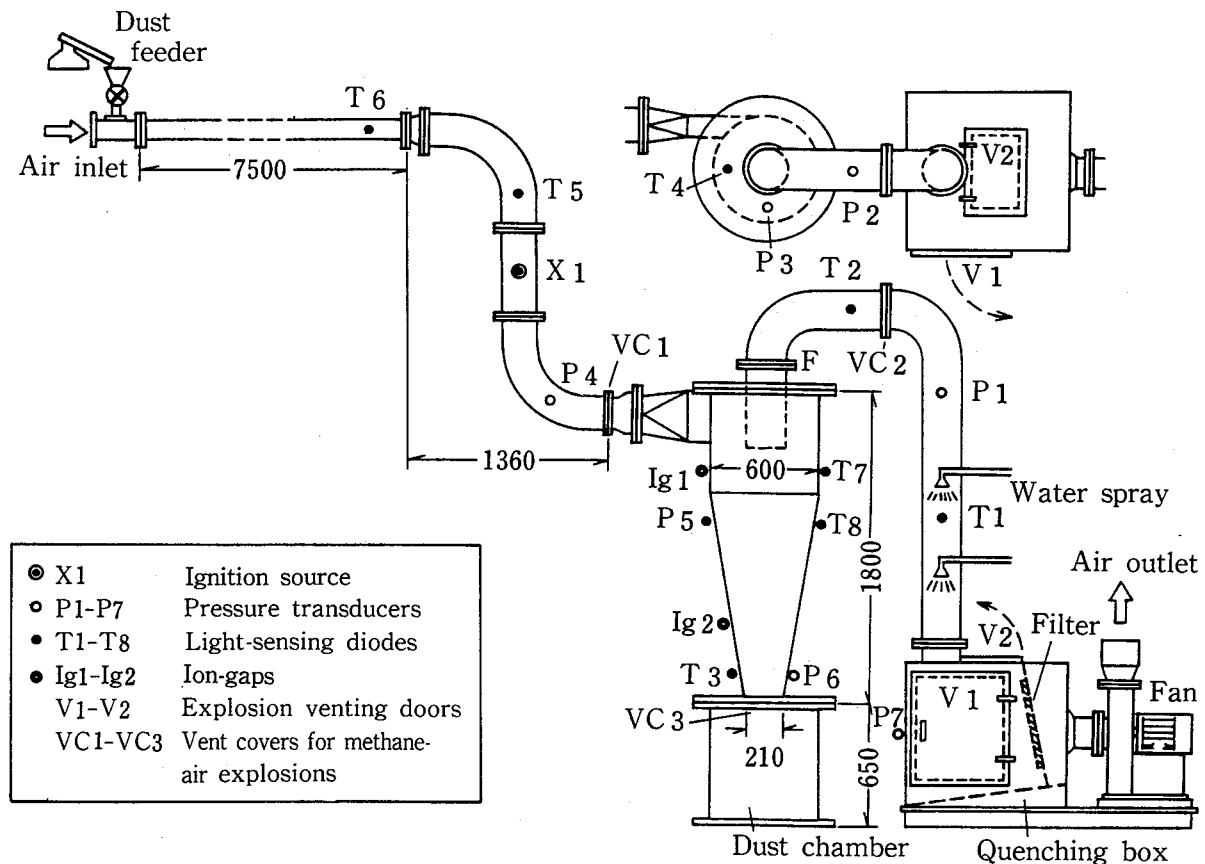 Dust
feeder
T 6
Air inlet
7500
T 5
X 1
VC 1
P 4
1360
T 4
P 3
P 2
V2
V 1
T 2
F
VC 2
P 1
Ig 1
600
T 7
P 5
T 8
Water spray
T 1
1800
Air outlet
Ig 2
V2
Filter
T 3
P 6
V 1
Fan
VC 3
P7
210
650
Dust chamber
Quenching box
X1 Ignition source
P1-P7 Pressure transducers
T1-T8 Light-sensing diodes
Ig1-Ig2 Ion-gaps
V1-V2 Explosion venting doors
VC1-VC3 Vent covers for methane-
air explosions